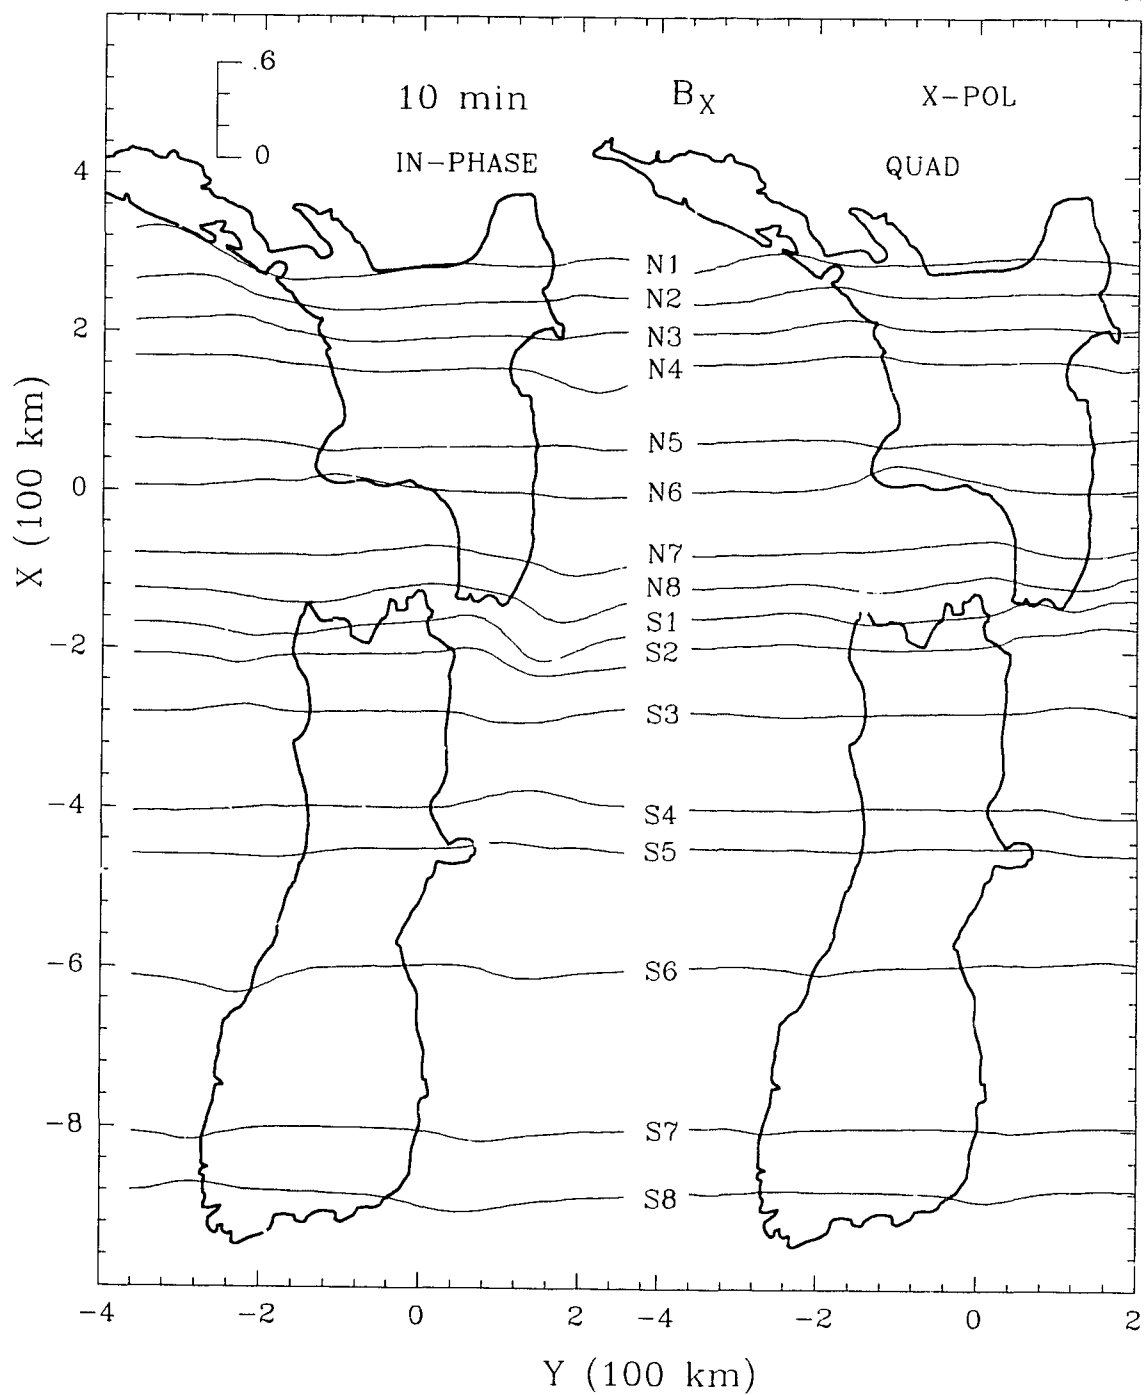 .6
10 min
B_X
X-POL
0
IN-PHASE
QUAD
4
N1
N2
2
N3
N4
N5
0
N6
N7
N8
S1
-2
S2
S3
-4
S4
S5
-6
S6
-8
S7
S8
X (100 km)
-4 -2 0 2 -4 -2 0 2
Y (100 km)